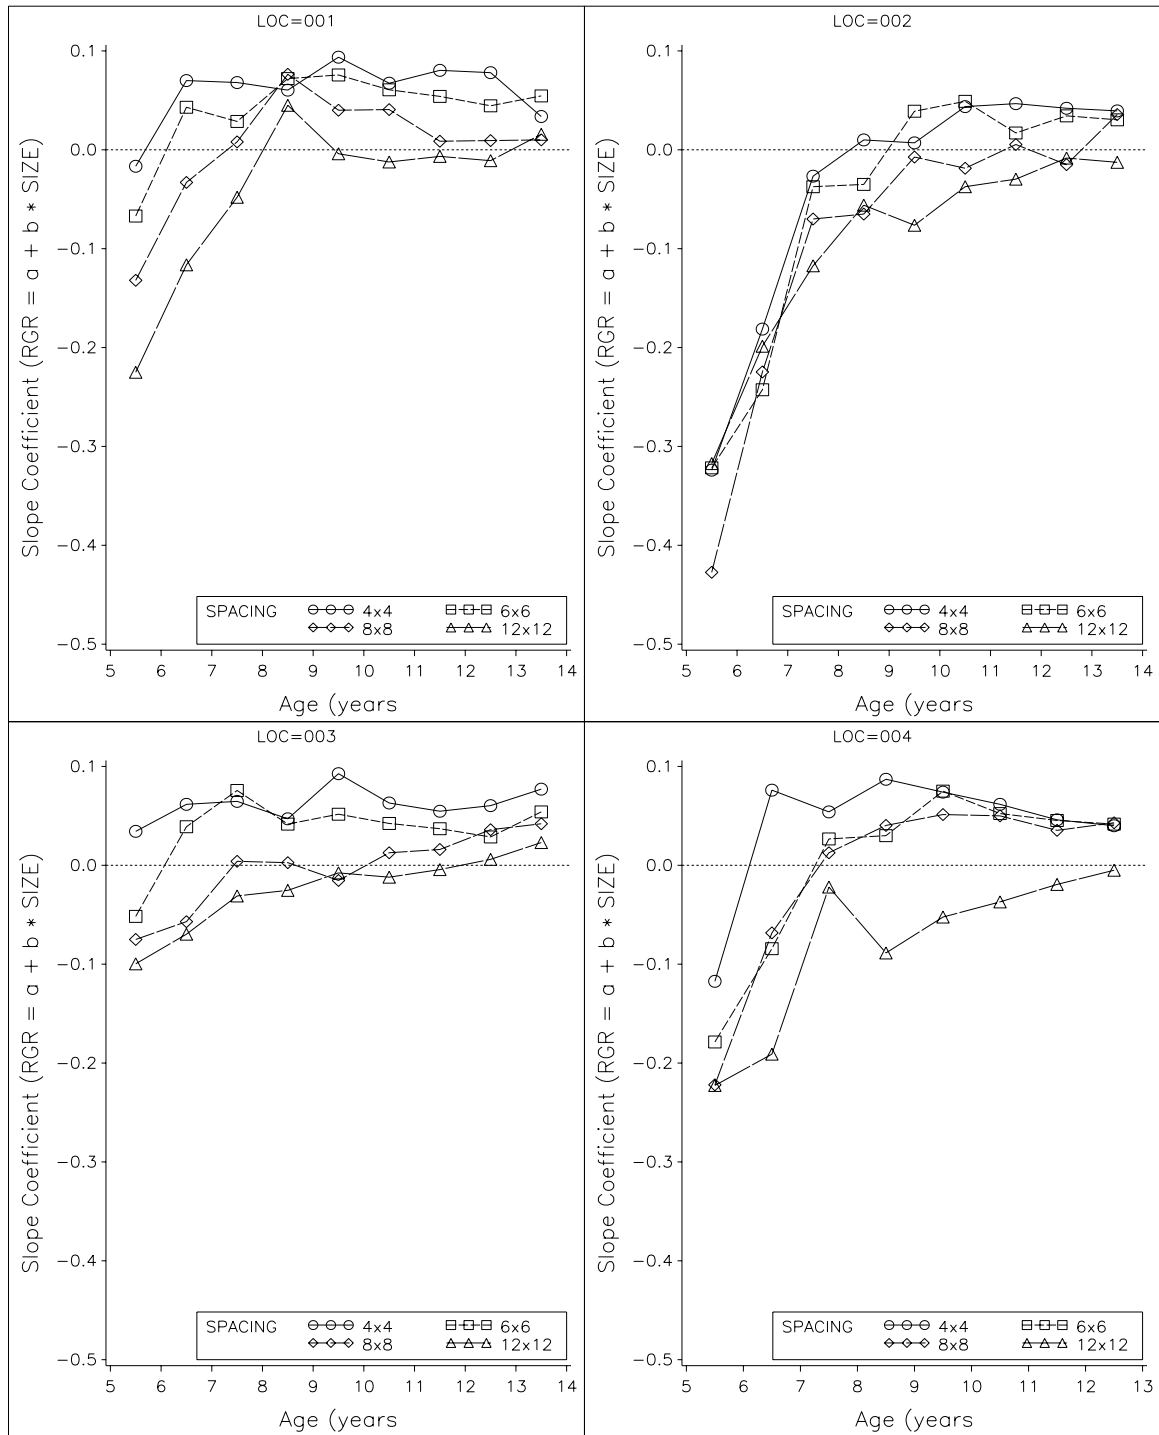 LOC=001
0.1
0.0
−0.1
−0.2
−0.3
−0.4
−0.5
Slope Coefficient (RGR = a + b * SIZE)
SPACING 4x4 6x6
8x8 12x12
5 6 7 8 9 10 11 12 13 14
Age (years
LOC=002
0.1
0.0
−0.1
−0.2
−0.3
−0.4
−0.5
Slope Coefficient (RGR = a + b * SIZE)
SPACING 4x4 6x6
8x8 12x12
5 6 7 8 9 10 11 12 13 14
Age (years
LOC=003
0.1
0.0
−0.1
−0.2
−0.3
−0.4
−0.5
Slope Coefficient (RGR = a + b * SIZE)
SPACING 4x4 6x6
8x8 12x12
5 6 7 8 9 10 11 12 13 14
Age (years
LOC=004
0.1
0.0
−0.1
−0.2
−0.3
−0.4
−0.5
Slope Coefficient (RGR = a + b * SIZE)
SPACING 4x4 6x6
8x8 12x12
5 6 7 8 9 10 11 12 13
Age (years